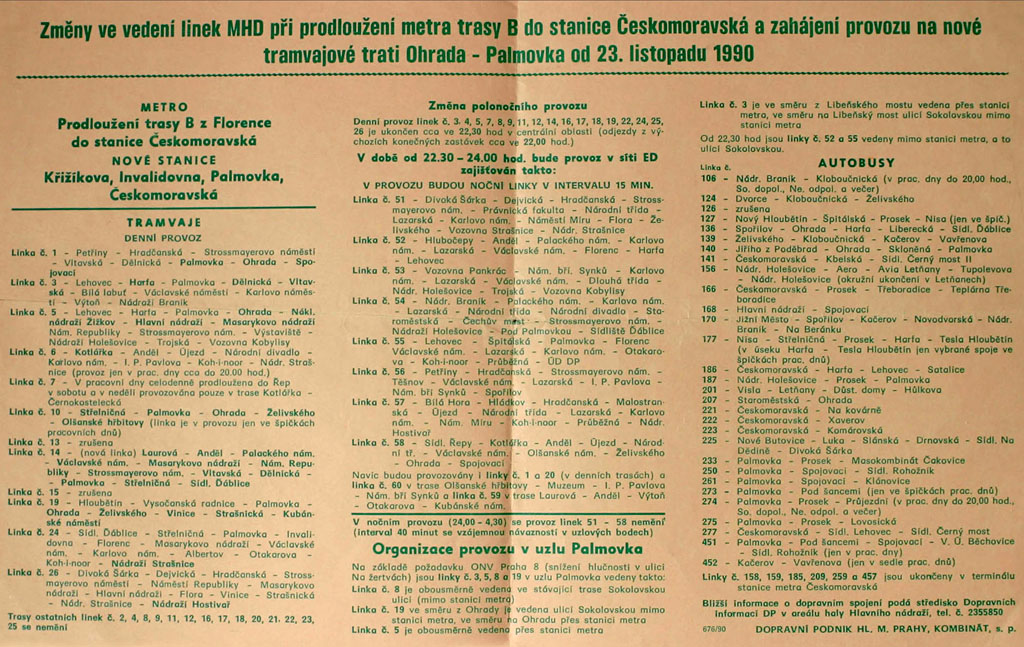 Změny ve vedení linek MHD při prodloužení metra trasy B do stanice Českomoravská a zahájení provozu na nové
tramvajové trati Ohrada - Palmovka od 23. listopadu 1990
METRO
Prodloužení trasy B z Florence
do stanice Českomoravská
NOVÉ STANICE
Křižíkova, Invalidovna, Palmovka,
Českomoravská
TRAMVAJE
DENNÍ PROVOZ
Linka č. 1 - Petřiny - Hradčanská - Strossmayerovo náměstí
- Vltavská - Dělnická - Palmovka - Ohrada - Spo-
jovací
Linka č. 3 - Lehovec - Harfa - Palmovka - Dělnická - Vltav-
ská - Bílá labuť - Václavské náměstí - Karlovo náměs-
tí - Výtoň - Nádraží Braník
Linka č. 5 - Lehovec - Harfa - Palmovka - Ohrada - Nákl.
nádraží Žižkov - Hlavní nádraží - Masarykovo nádraží
Nám. Republiky - Strossmayerovo nám. - Výstaviště -
Nádraží Holešovice - Trojská - Vozovna Kobylisy
Linka č. 6 - Kotlářka - Anděl - Újezd - Národní divadlo -
Karlovo nám. - I. P. Pavlova - Koh-i-noor - Nádr. Straš-
nice (provoz jen v prac. dny cca do 20.00 hod.)
Linka č. 7 - V pracovní dny celodenně prodloužena do Řep
v sobotu a v neděli provozována pouze v trase Kotlářka -
Černokostelecká
Linka č. 10 - Střelničná - Palmovka - Ohrada - Želivského
- Olšanské hřbitovy (linka je v provozu jen ve špičkách
pracovních dnů)
Linka č. 13 - zrušena
Linka č. 14 - (nová linka) Laurová - Anděl - Palackého nám.
- Václavské nám. - Masarykovo nádraží - Nám. Repu-
bliky - Strossmayerovo nám. - Vltavská - Dělnická -
- Palmovka - Střelničná - Sídl. Ďáblice
Linka č. 15 - zrušena
Linka č. 19 - Hloubětín - Vysočanská radnice - Palmovka -
Ohrada - Želivského - Vinice - Strašnická - Kubán-
ské náměstí
Linka č. 24 - Sídl. Ďáblice - Střelničná - Palmovka - Invali-
dovna - Florenc - Masarykovo nádraží - Václavské
nám. - Karlovo nám. - Albertov - Otakarova -
Koh-i-noor - Nádraží Strašnice
Linka č. 26 - Divoká Šárka - Dejvická - Hradčanská - Stross-
mayerovo náměstí - Náměstí Republiky - Masarykovo
nádraží - Hlavní nádraží - Flora - Vinice - Strašnická
- Nádr. Strašnice - Nádraží Hostivař
Trasy ostatních linek č. 2, 4, 8, 9, 11, 12, 16, 17, 18, 20, 21, 22, 23,
25 se nemění
Změna polonočního provozu
Denní provoz linek č. 3, 4, 5, 7, 8, 9, 11, 12, 14, 16, 17, 18, 19, 22, 24, 25,
26 je ukončen cca ve 22,30 hod v centrální oblasti (odjezdy z vý-
chozích konečných zastávek cca ve 22,00 hod.)
V době od 22.30 - 24.00 hod. bude provoz v síti ED
zajišťován takto:
V PROVOZU BUDOU NOČNÍ LINKY V INTERVALU 15 MIN.
Linka č. 51 - Divoká Šárka - Dejvická - Hradčanská - Stross-
mayerovo nám. - Právnická fakulta - Národní třída -
Lazarská - Karlovo nám. - Náměstí Míru - Flora - Že-
livského - Vozovna Strašnice - Nádr. Strašnice
Linka č. 52 - Hlubočepy - Anděl - Palackého nám. - Karlovo
nám. - Lazarská - Václavské nám. - Florenc - Harfa
- Lehovec
Linka č. 53 - Vozovna Pankrác - Nám. bří. Synků - Karlovo
nám. - Lazarská - Václavské nám. - Dlouhá třída -
Nádr. Holešovice - Trojská - Vozovna Kobylisy
Linka č. 54 - Nádr. Braník - Palackého nám. - Karlovo nám.
- Lazarská - Národní třída - Národní divadlo - Sta-
roměstská - Čechův most - Strossmayerovo nám. -
Nádraží Holešovice - Pod Palmovkou - Sídliště Ďáblice
Linka č. 55 - Lehovec - Špitálská - Palmovka - Florenc
- Václavské nám. - Lazarská - Karlovo nám. - Otakaro-
va - Koh-i-noor - Průběžná - ÚD DP
Linka č. 56 - Petřiny - Hradčanská - Strossmayerovo nám. -
Těšnov - Václavské nám. - Lazarská - I. P. Pavlova -
Nám. bří Synků - Spořilov
Linka č. 57 - Bílá Hora - Hládkov - Hradčanská - Malostran-
ská - Újezd - Národní třída - Lazarská - Karlovo
nám. - Nám. Míru - Koh-i-noor - Průběžná - Nádr.
Hostivař
Linka č. 58 - Sídl. Řepy - Kotlářka - Anděl - Újezd - Národ-
ní tř. - Václavské nám. - Olšanské nám. - Želivského
- Ohrada - Spojovací
Navíc budou provozovány i linky č. 1 a 20 (v denních trasách) a
linka č. 60 v trase Olšanské hřbitovy - Muzeum - I. P. Pavlova
- Nám. bří Synků a linka č. 59 v trase Laurová - Anděl - Výtoň
- Otakarova - Kubánské nám.
V nočním provozu (24,00 - 4,30) se provoz linek 51 - 58 nemění
(interval 40 minut se vzájemnou návazností v uzlových bodech)
Organizace provozu v uzlu Palmovka
Na základě požadavku ONV Praha 8 (snížení hlučnosti v ulici
Na žertvách) jsou linky č. 3, 5, 8 a 19 v uzlu Palmovka vedeny takto:
Linka č. 8 je obousměrně vedena ve stávající trase Sokolovskou
ulicí (mimo stanici metra)
Linka č. 19 ve směru z Ohrady je vedena ulicí Sokolovskou mimo
stanici metra, ve směru na Ohradu přes stanici metra
Linka č. 5 je obousměrně vedena přes stanici metra
Linka č. 3 je ve směru z Libeňského mostu vedena přes stanici
metra, ve směru na Libeňský most ulicí Sokolovskou mimo
stanici metra
Od 22,30 hod jsou linky č. 52 a 55 vedeny mimo stanici metra, a to
ulicí Sokolovskou.
AUTOBUSY
Linka č.
106 - Nádr. Braník - Kloboučnická (v prac. dny do 20,00 hod.,
So. dopol., Ne. odpol. a večer)
124 - Dvorce - Kloboučnická - Želivského
126 - zrušena
127 - Nový Hloubětín - Špitálská - Prosek - Nisa (jen ve špič.)
136 - Spořilov - Ohrada - Harfa - Liberecká - Sídl. Ďáblice
139 - Želivského - Kloboučnická - Kačerov - Vavřenova
140 - Jiřího z Poděbrad - Ohrada - Skloněná - Palmovka
141 - Českomoravská - Kbelská - Sídl. Černý most II
156 - Nádr. Holešovice - Aero - Avia Letňany - Tupolevova
- Nádr. Holešovice (okružní ukončení v Letňanech)
166 - Českomoravská - Prosek - Třeboradice - Teplárna Tře-
boradice
168 - Hlavní nádraží - Spojovací
170 - Jižní Město - Spořilov - Kačerov - Novodvorská - Nádr.
Braník - Na Beránku
177 - Nisa - Střelničná - Prosek - Harfa - Tesla Hloubětín
(v úseku Harfa - Tesla Hloubětín jen vybrané spoje ve
špičkách prac. dnů)
186 - Českomoravská - Harfa - Lehovec - Satalice
187 - Nádr. Holešovice - Prosek - Palmovka
201 - Visla - Letňany - Důst. domy - Hůlkova
207 - Staroměstská - Ohrada
221 - Českomoravská - Na kovárně
222 - Českomoravská - Xaverov
223 - Českomoravská - Komárovská
225 - Nové Butovice - Luka - Slánská - Drnovská - Sídl. Na
Dědině - Divoká Šárka
233 - Palmovka - Prosek - Masokombinát Čakovice
250 - Palmovka - Spojovací - Sídl. Rohožník
261 - Palmovka - Spojovací - Klánovice
273 - Palmovka - Pod šancemi (jen ve špičkách prac. dnů)
274 - Palmovka - Prosek - Průjezdní (v prac. dny do 20,00 hod.,
So. dopol., Ne. odpol. a večer)
275 - Palmovka - Prosek - Lovosická
277 - Českomoravská - Sídl. Lehovec - Sídl. Černý most
451 - Palmovka - Pod šancemi - Spojovací - V. Ú. Běchovice
- Sídl. Rohožník (jen v prac. dny)
452 - Kačerov - Vavřenova (jen v sedle prac. dnů)
Linky č. 158, 159, 185, 209, 259 a 457 jsou ukončeny v terminálu
stanice metra Českomoravská
Bližší informace o dopravním spojení podá středisko Dopravních
informací DP v areálu haly Hlavního nádraží, tel. č. 2355850
676/90 DOPRAVNÍ PODNIK HL. M. PRAHY, KOMBINÁT, s. p.